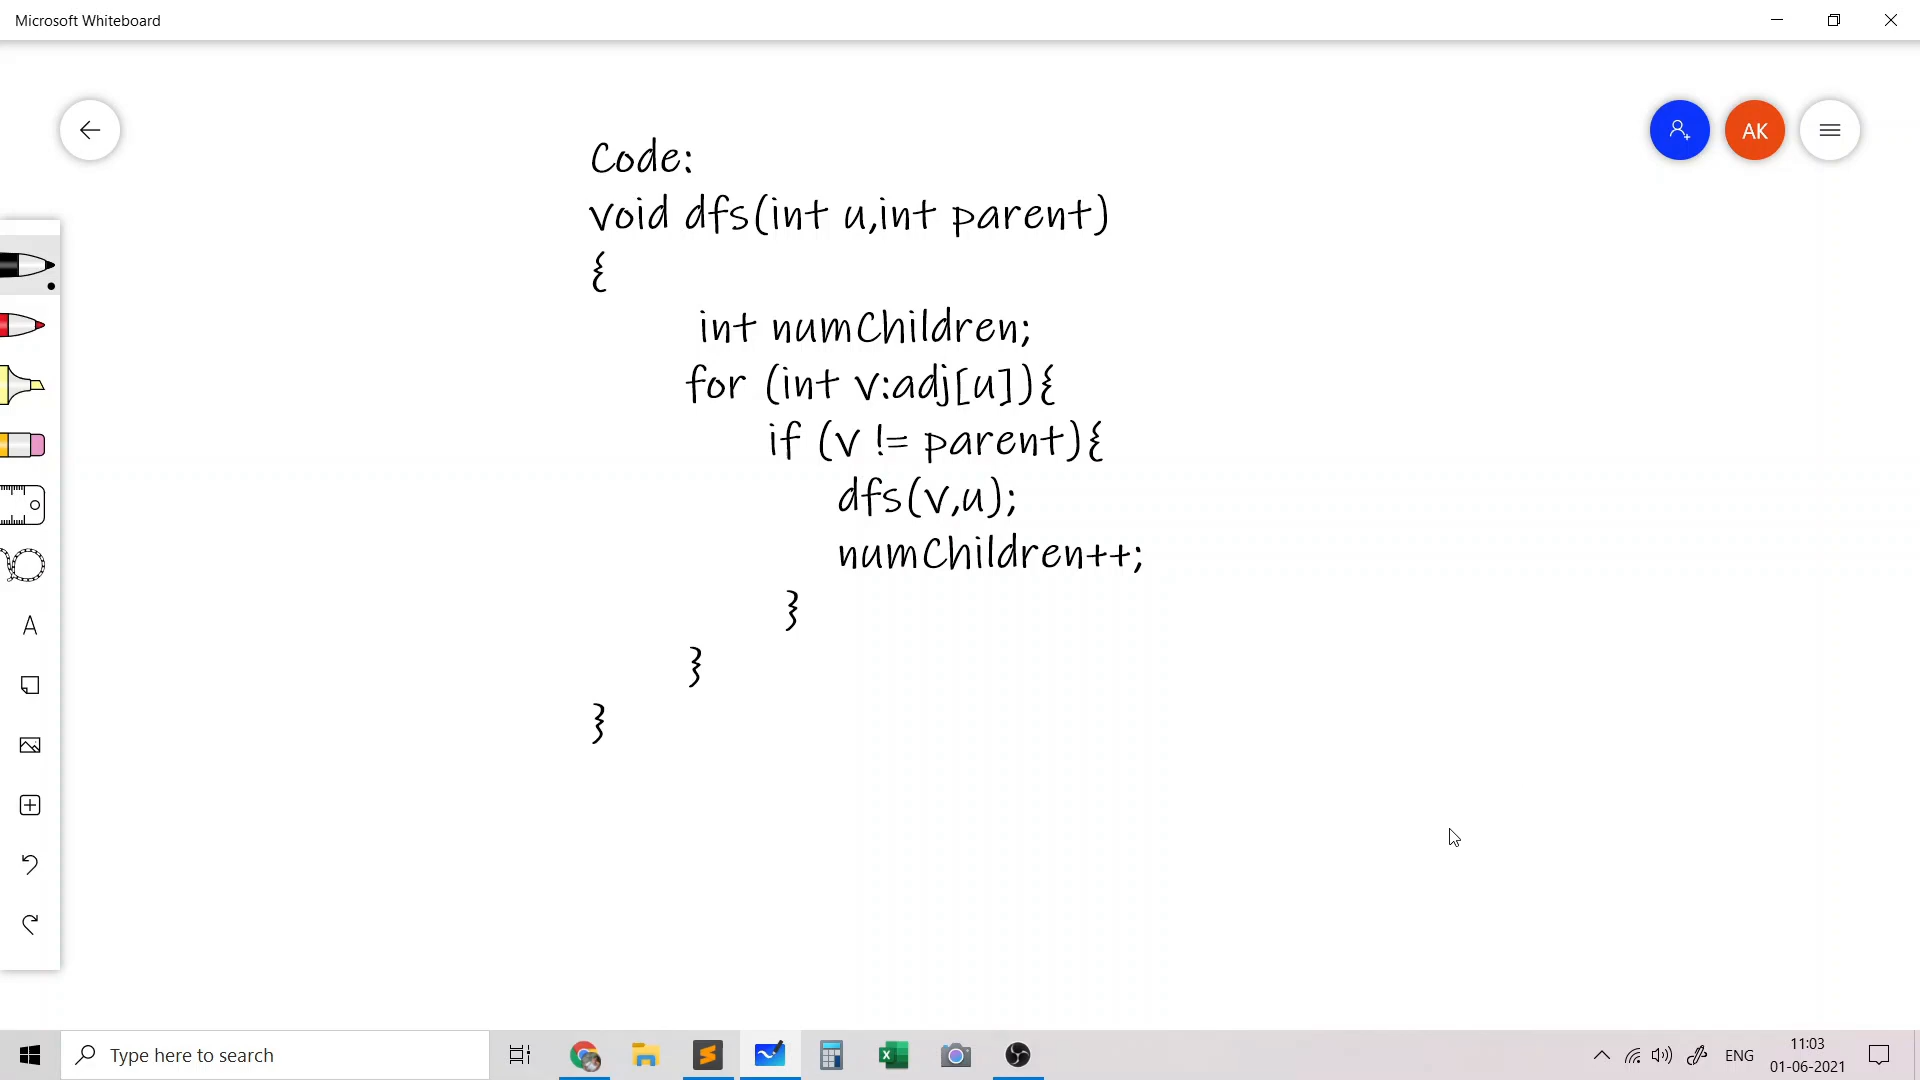 Microsoft Whiteboard
AK
Code:
void dfs(int u,int parent)
{
int numChildren;
for (int v:adj[u]){
if (v != parent){
dfs(v,u);
numChildren++;
}
}
}
A
Type here to search
ENG
11:03
01-06-2021